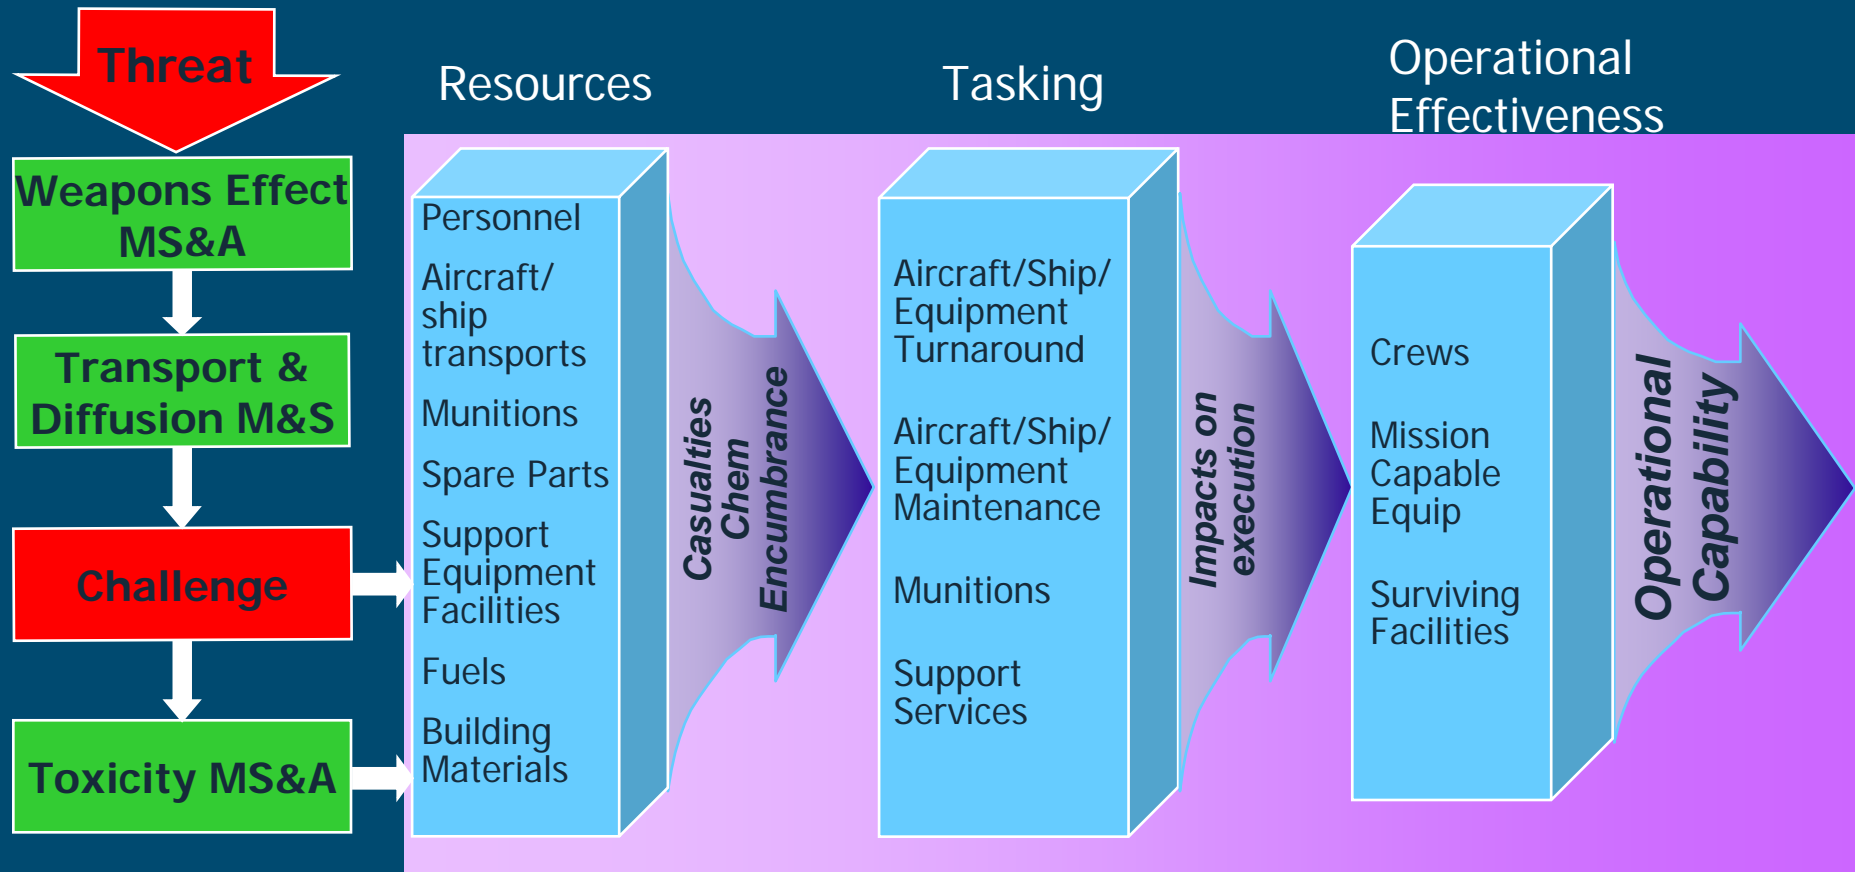 Threat
Weapons Effect
MS&A
Transport &
Diffusion M&S
Challenge
Toxicity MS&A
Resources
Personnel
Aircraft/
ship
transports
Munitions
Spare Parts
Support
Equipment
Facilities
Fuels
Building
Materials
Casualties
Chem
Encumbrance
Tasking
Aircraft/Ship/
Equipment
Turnaround
Aircraft/Ship/
Equipment
Maintenance
Munitions
Support
Services
Impacts on
execution
Operational
Effectiveness
Crews
Mission
Capable
Equip
Surviving
Facilities
Operational
Capability